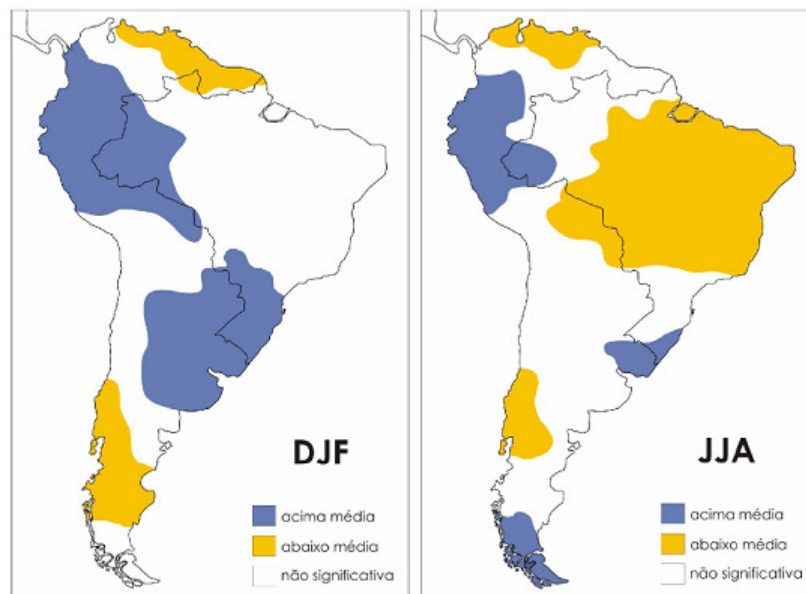 DJF
acima média
abaixo média
não significativa
JJA
acima média
abaixo média
não significativa